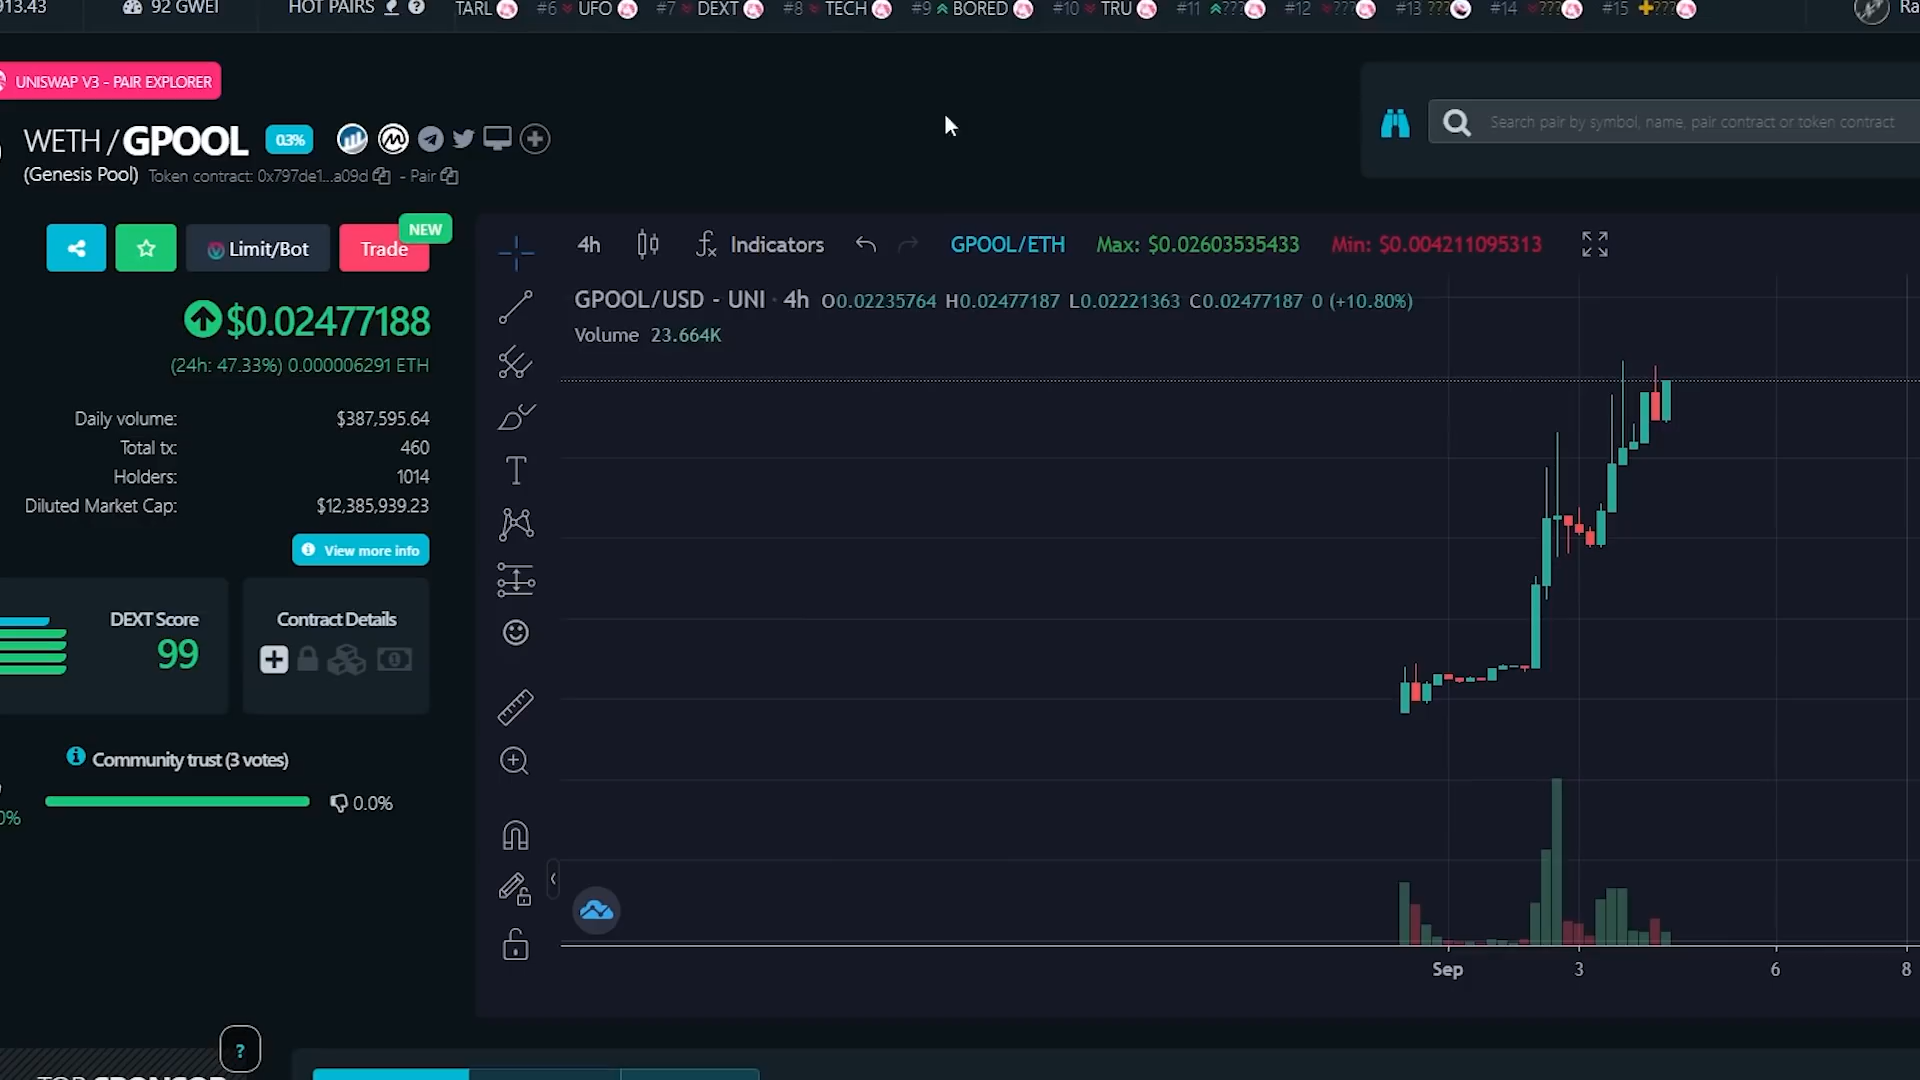 913.43
92 GWEI
HOT PAIRS
TARL
#6 UFO
#7 DEXT
#8 TECH
#9 BORED
#10 TRU
#11 ???
#12 ???
#13 ???
#14 ???
#15 ???
Ra
UNISWAP V3 - PAIR EXPLORER
WETH / GPOOL
03%
(Genesis Pool) Token contract: 0x797de1...a09d - Pair
Search pair by symbol, name, pair contract or token contract
Limit/Bot
Trade
NEW
4h
Indicators
GPOOL/ETH
Max: $0.02603535433
Min: $0.004211095313
GPOOL/USD - UNI · 4h O0.02235764 H0.02477187 L0.02221363 C0.02477187 0 (+10.80%)
Volume 23.664K
$0.02477188
(24h: 47.33%) 0.000006291 ETH
Daily volume: $387,595.64
Total tx: 460
Holders: 1014
Diluted Market Cap: $12,385,939.23
View more info
DEXT Score
99
Contract Details
Community trust (3 votes)
0%
0.0%
Sep
3
6
8
?
TOP SPONSOR